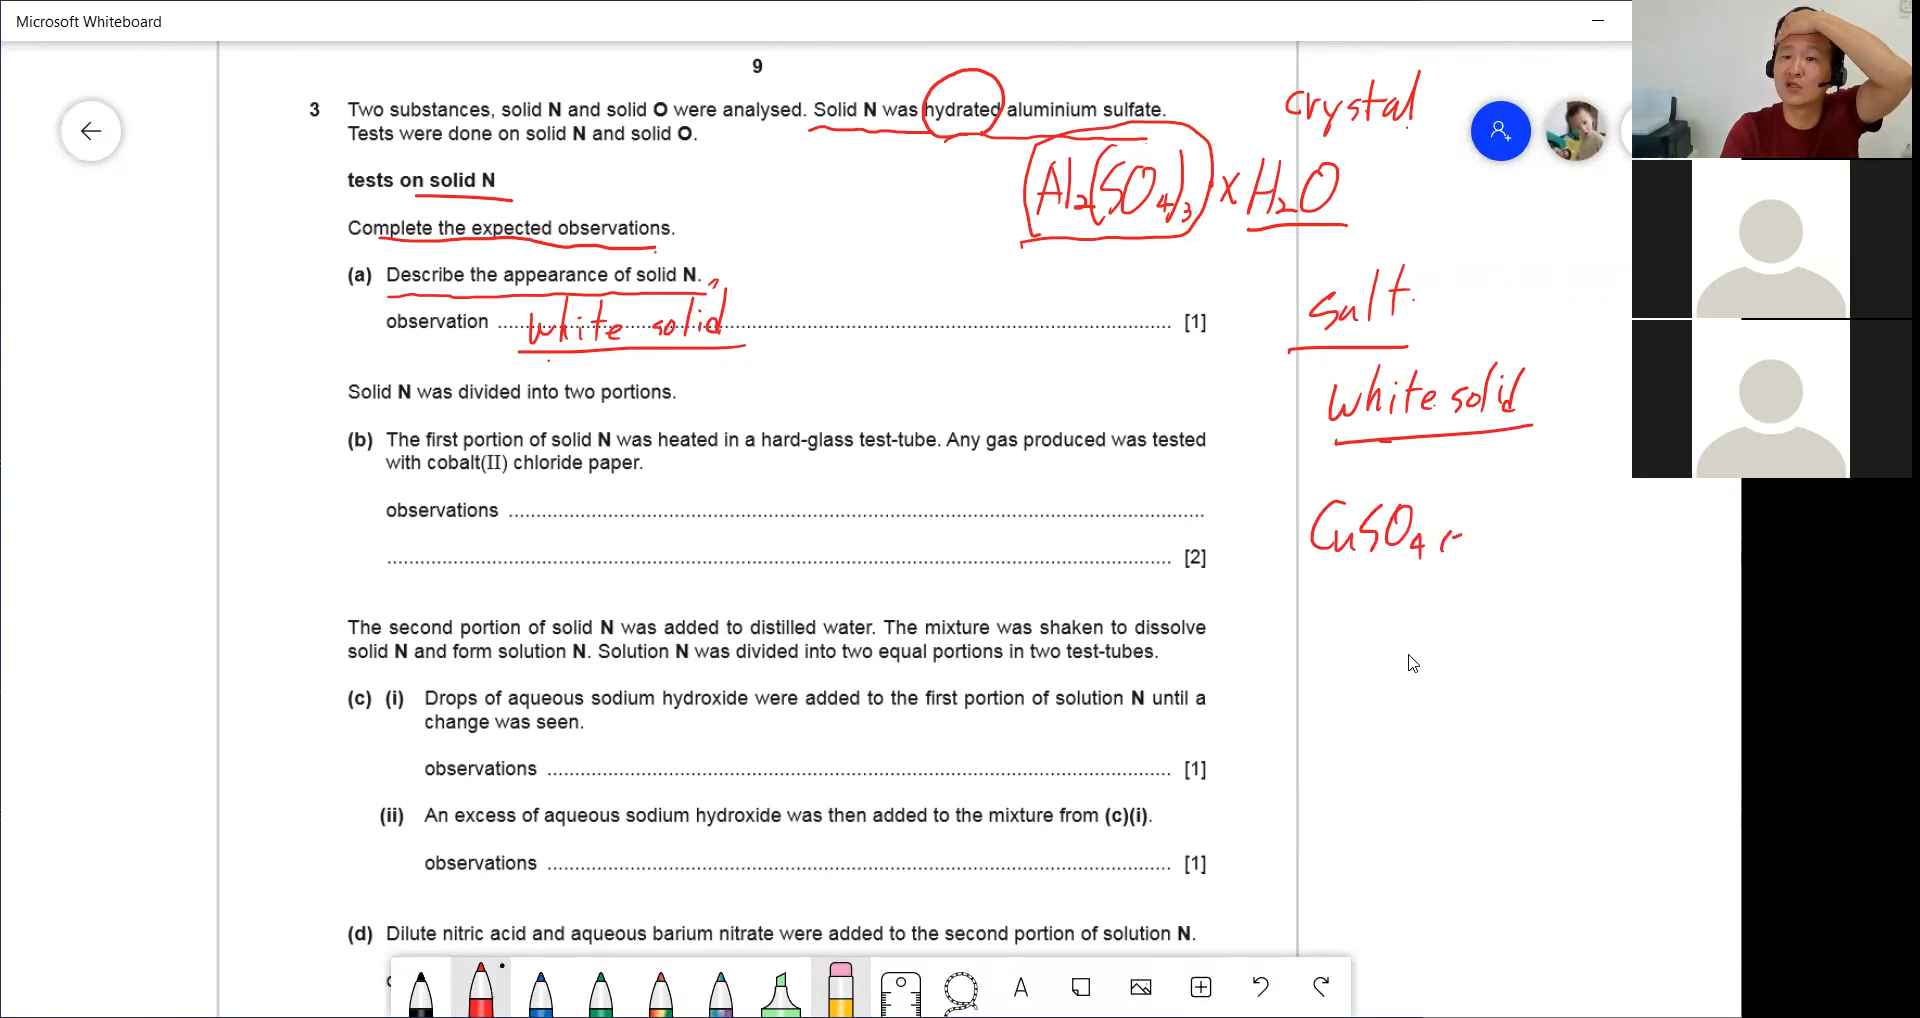 Microsoft Whiteboard
9
3 Two substances, solid N and solid O were analysed. Solid N was hydrated aluminium sulfate.
Tests were done on solid N and solid O.
crystal
tests on solid N
Al2(SO4)3 · x H2O
Complete the expected observations.
(a) Describe the appearance of solid N.
observation ........ white solid ........ [1]
salt
white solid
Solid N was divided into two portions.
(b) The first portion of solid N was heated in a hard-glass test-tube. Any gas produced was tested
with cobalt(II) chloride paper.
observations ........
........ [2]
CuSO4
The second portion of solid N was added to distilled water. The mixture was shaken to dissolve
solid N and form solution N. Solution N was divided into two equal portions in two test-tubes.
(c) (i) Drops of aqueous sodium hydroxide were added to the first portion of solution N until a
change was seen.
observations ........ [1]
(ii) An excess of aqueous sodium hydroxide was then added to the mixture from (c)(i).
observations ........ [1]
(d) Dilute nitric acid and aqueous barium nitrate were added to the second portion of solution N.